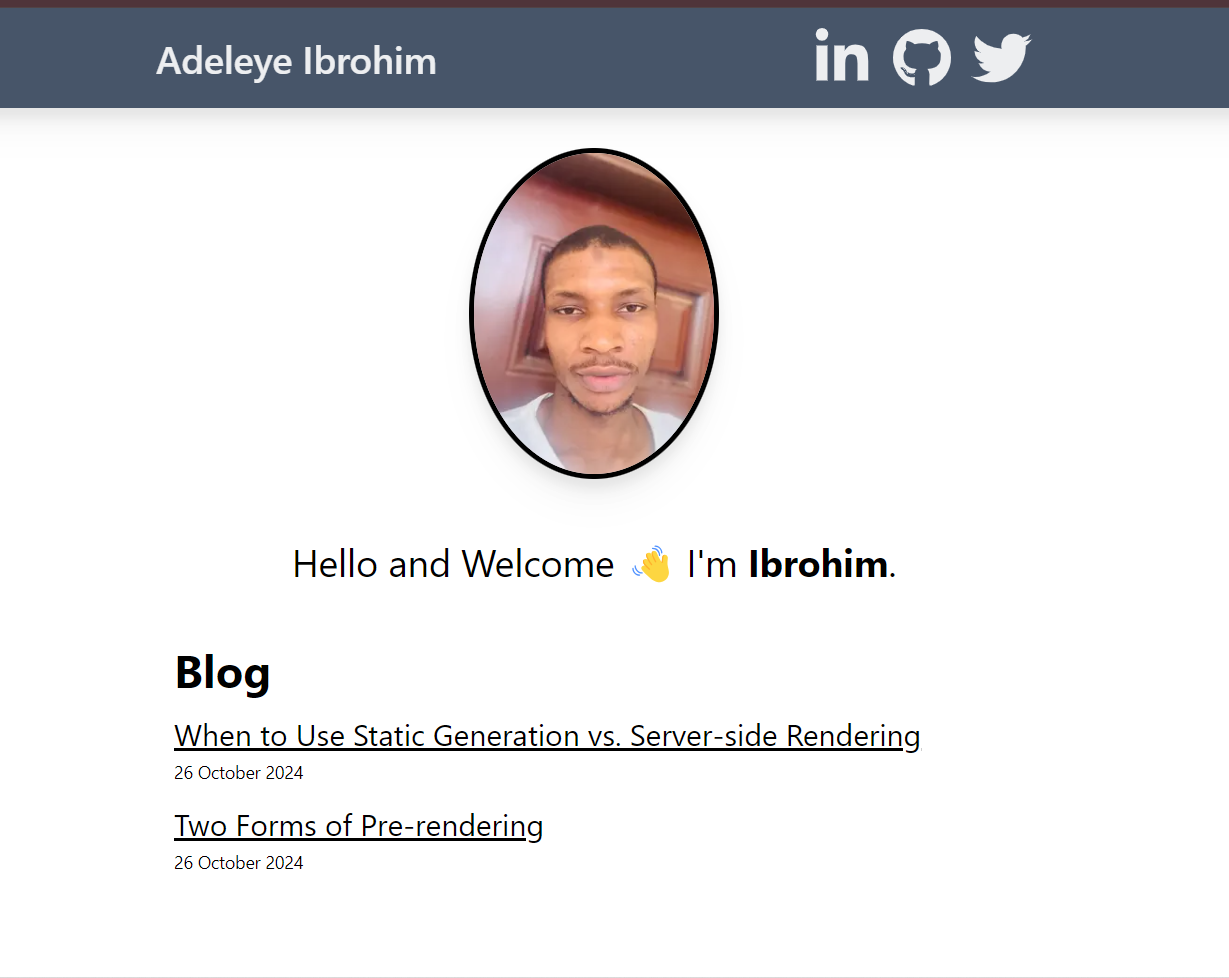 Adeleye Ibrohim
Hello and Welcome 👋 I'm Ibrohim.
Blog
When to Use Static Generation vs. Server-side Rendering
26 October 2024
Two Forms of Pre-rendering
26 October 2024